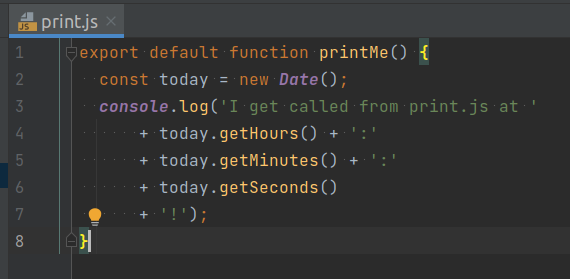 print.js
1 export default function printMe() {
2   const today = new Date();
3   console.log('I get called from print.js at '
4       + today.getHours() + ':'
5       + today.getMinutes() + ':'
6       + today.getSeconds()
7       + '!');
8 }